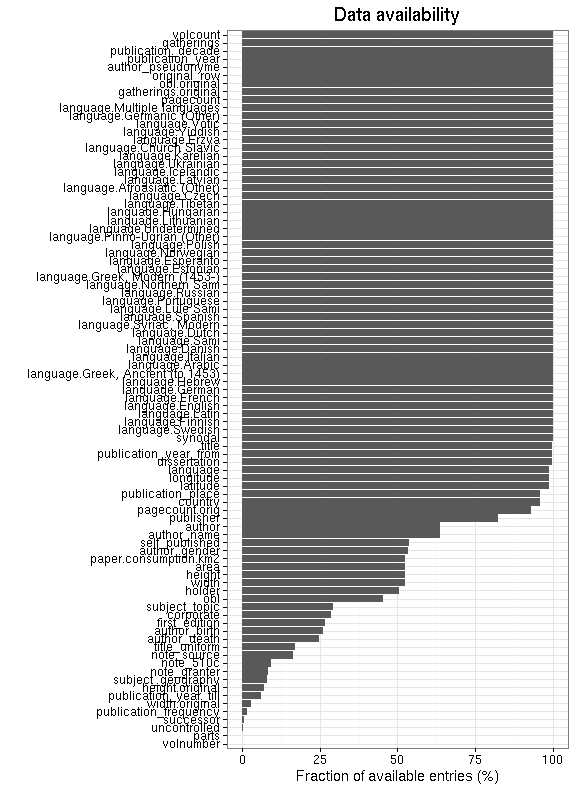 Data availability
volcount
gatherings
publication_decade
publication_year
author_pseudonyme
original_row
obl.original
gatherings.original
pagecount
language.Multiple languages
language.Germanic (Other)
language.Votic
language.Yiddish
language.Erzya
language.Church Slavic
language.Karelian
language.Ukrainian
language.Icelandic
language.Latvian
language.Afroasiatic (Other)
language.Czech
language.Tibetan
language.Hungarian
language.Lithuanian
language.Undetermined
language.Finno-Ugrian (Other)
language.Polish
language.Norwegian
language.Esperanto
language.Estonian
language.Greek, Modern (1453-)
language.Northern Sami
language.Russian
language.Portuguese
language.Lule Sami
language.Spanish
language.Syriac, Modern
language.Dutch
language.Sami
language.Danish
language.Italian
language.Arabic
language.Greek, Ancient (to 1453)
language.Hebrew
language.German
language.French
language.English
language.Latin
language.Finnish
language.Swedish
synodal
title
publication_year_from
dissertation
language
longitude
latitude
publication_place
country
pagecount.orig
publisher
author
author_name
self_published
author_gender
paper.consumption.km2
area
height
width
holder
obl
subject_topic
corporate
first_edition
author_birth
author_death
title_uniform
note_source
note_510c
note_granter
subject_geography
height.original
publication_year_till
width.original
publication_frequency
successor
uncontrolled
parts
volnumber
0 25 50 75 100
Fraction of available entries (%)